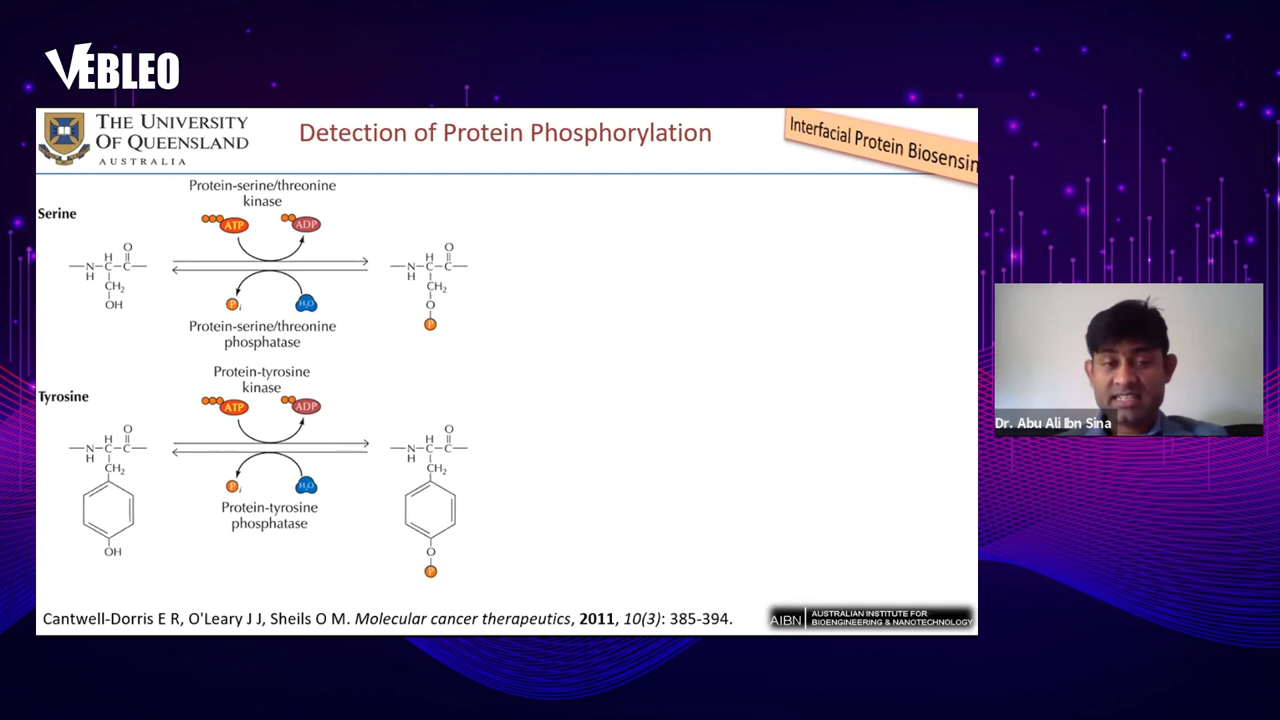 VEBLEO
THE UNIVERSITY
OF QUEENSLAND
AUSTRALIA
Detection of Protein Phosphorylation
Interfacial Protein Biosensin
Protein-serine/threonine
kinase
Serine
ATP
ADP
H O H O
N C C N C C
H CH2 H CH2
OH O
P
Pi
H2O
Protein-serine/threonine
phosphatase
Protein-tyrosine
kinase
Tyrosine
ATP
ADP
H O H O
N C C N C C
H CH2 H CH2
Pi
H2O
Protein-tyrosine
phosphatase
OH O
P
Dr. Abu Ali Ibn Sina
Cantwell-Dorris E R, O'Leary J J, Sheils O M. Molecular cancer therapeutics, 2011, 10(3): 385-394.
AIBN
AUSTRALIAN INSTITUTE FOR
BIOENGINEERING & NANOTECHNOLOGY